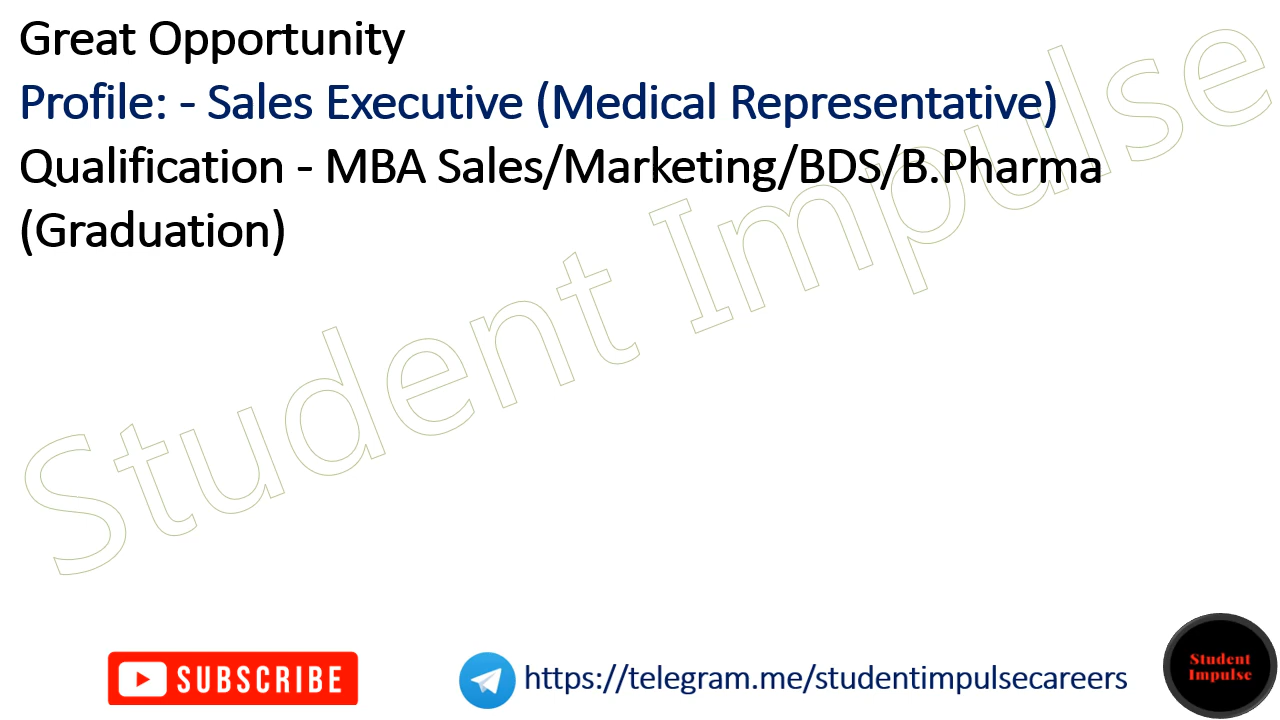 Great Opportunity
Profile: - Sales Executive (Medical Representative)
Qualification - MBA Sales/Marketing/BDS/B.Pharma
(Graduation)
Student Impulse
SUBSCRIBE
https://telegram.me/studentimpulsecareers
Student
Impulse